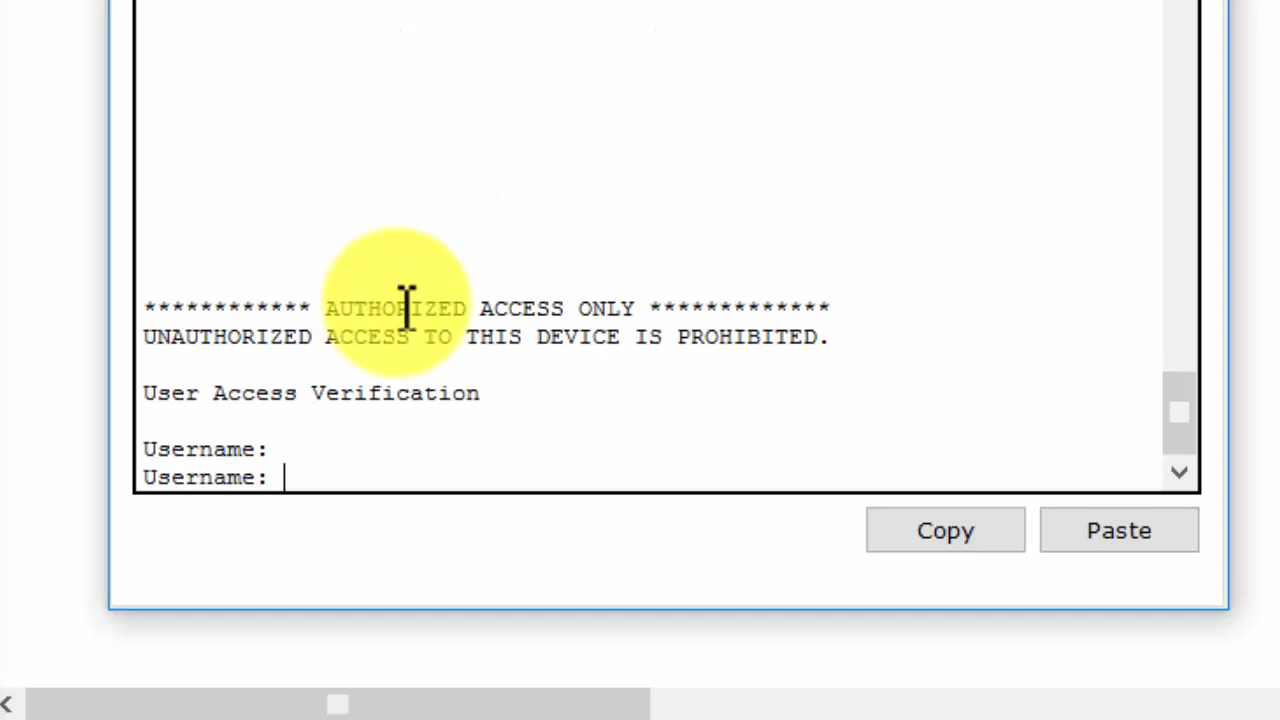 ************ AUTHORIZED ACCESS ONLY *************
UNAUTHORIZED ACCESS TO THIS DEVICE IS PROHIBITED.
User Access Verification
Username:
Username:
Copy Paste